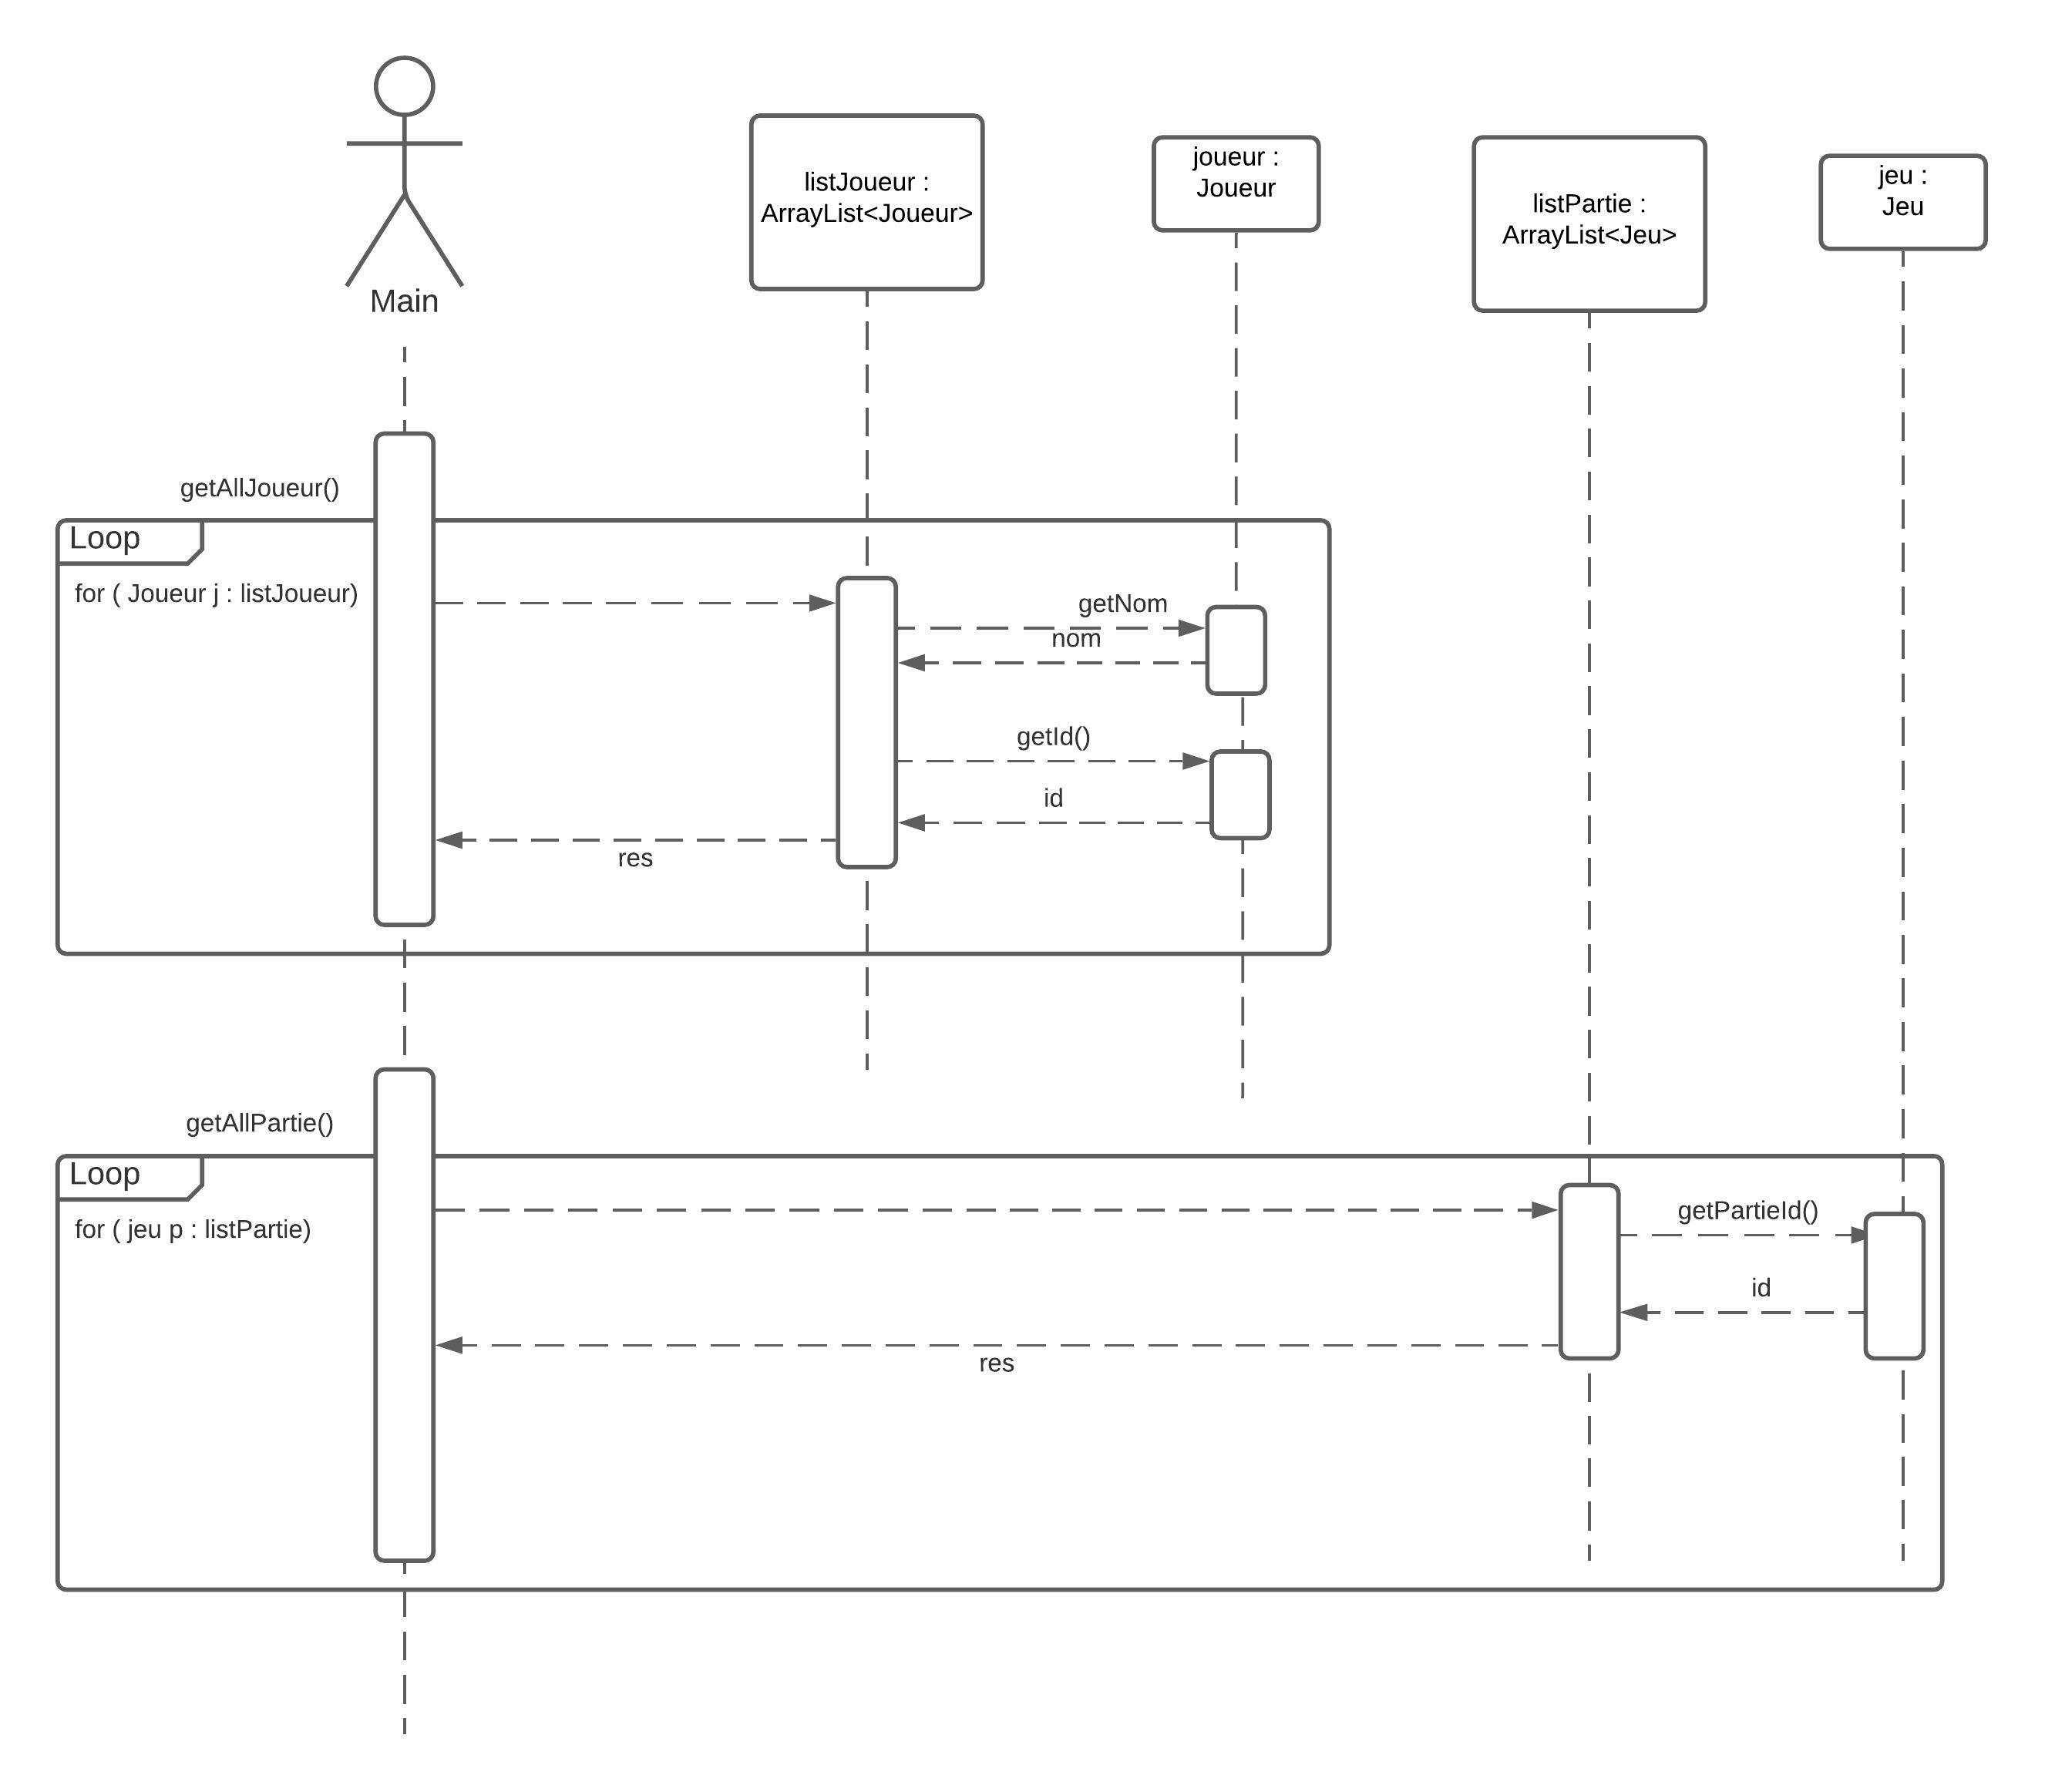 Main
listJoueur :
ArrayList<Joueur>
joueur :
Joueur
listPartie :
ArrayList<Jeu>
jeu :
Jeu
getAllJoueur()
Loop
for ( Joueur j : listJoueur)
getNom
nom
getId()
id
res
getAllPartie()
Loop
for ( jeu p : listPartie)
getPartieId()
id
res